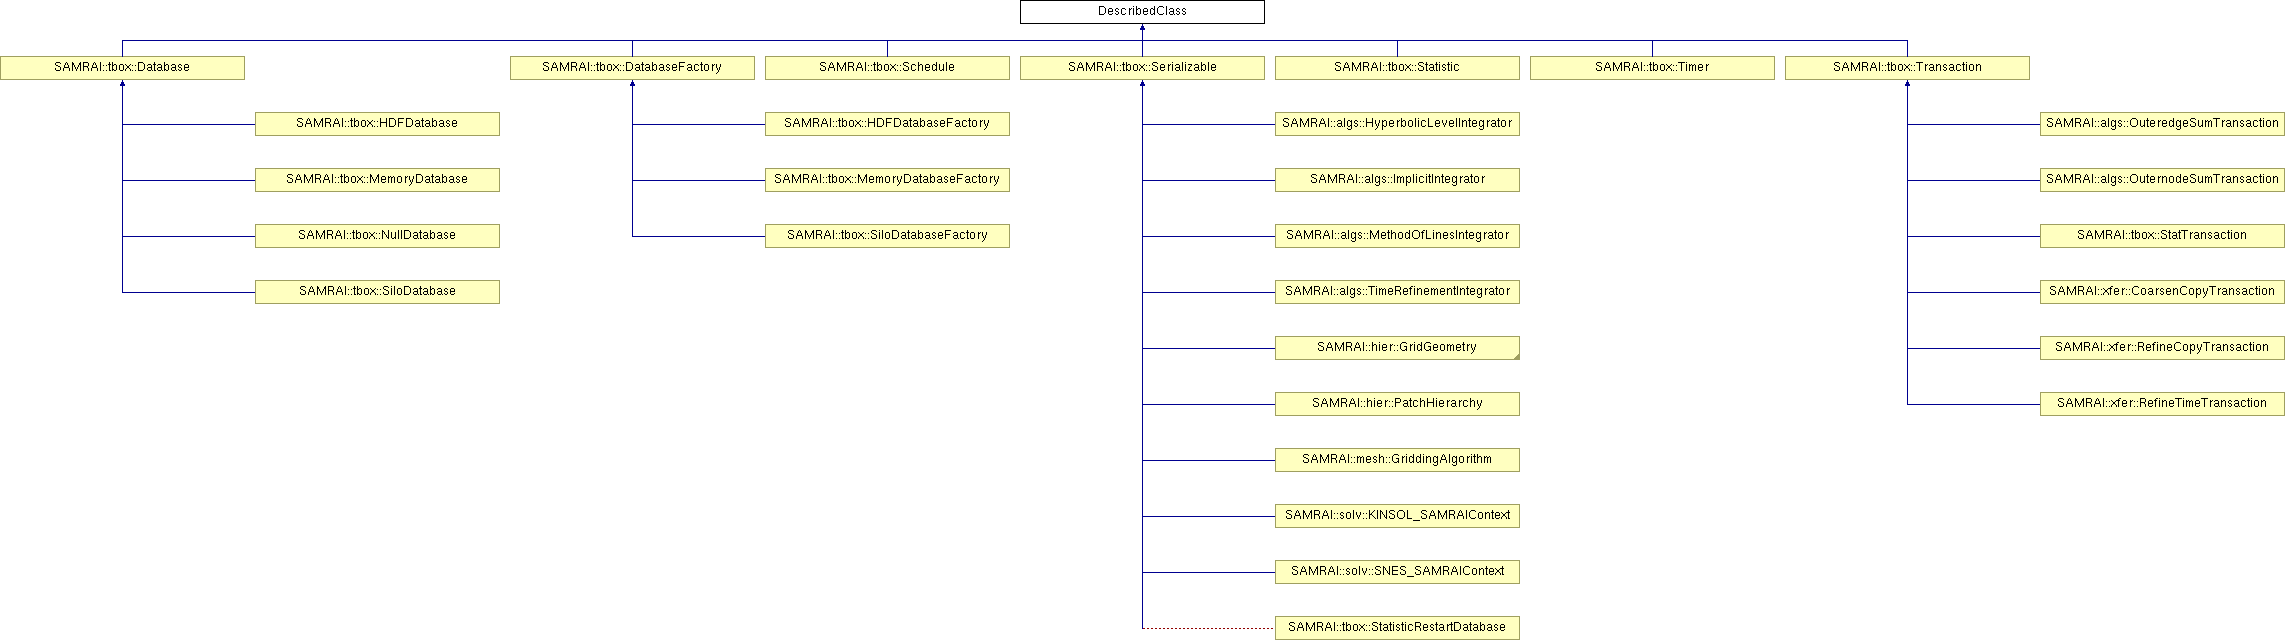 DescribedClass
SAMRAI::tbox::Database
SAMRAI::tbox::DatabaseFactory
SAMRAI::tbox::Schedule
SAMRAI::tbox::Serializable
SAMRAI::tbox::Statistic
SAMRAI::tbox::Timer
SAMRAI::tbox::Transaction
SAMRAI::tbox::HDFDatabase
SAMRAI::tbox::HDFDatabaseFactory
SAMRAI::algs::HyperbolicLevelIntegrator
SAMRAI::algs::OuteredgeSumTransaction
SAMRAI::tbox::MemoryDatabase
SAMRAI::tbox::MemoryDatabaseFactory
SAMRAI::algs::ImplicitIntegrator
SAMRAI::algs::OuternodeSumTransaction
SAMRAI::tbox::NullDatabase
SAMRAI::tbox::SiloDatabaseFactory
SAMRAI::algs::MethodOfLinesIntegrator
SAMRAI::tbox::StatTransaction
SAMRAI::tbox::SiloDatabase
SAMRAI::algs::TimeRefinementIntegrator
SAMRAI::xfer::CoarsenCopyTransaction
SAMRAI::hier::GridGeometry
SAMRAI::xfer::RefineCopyTransaction
SAMRAI::hier::PatchHierarchy
SAMRAI::xfer::RefineTimeTransaction
SAMRAI::mesh::GriddingAlgorithm
SAMRAI::solv::KINSOL_SAMRAIContext
SAMRAI::solv::SNES_SAMRAIContext
SAMRAI::tbox::StatisticRestartDatabase